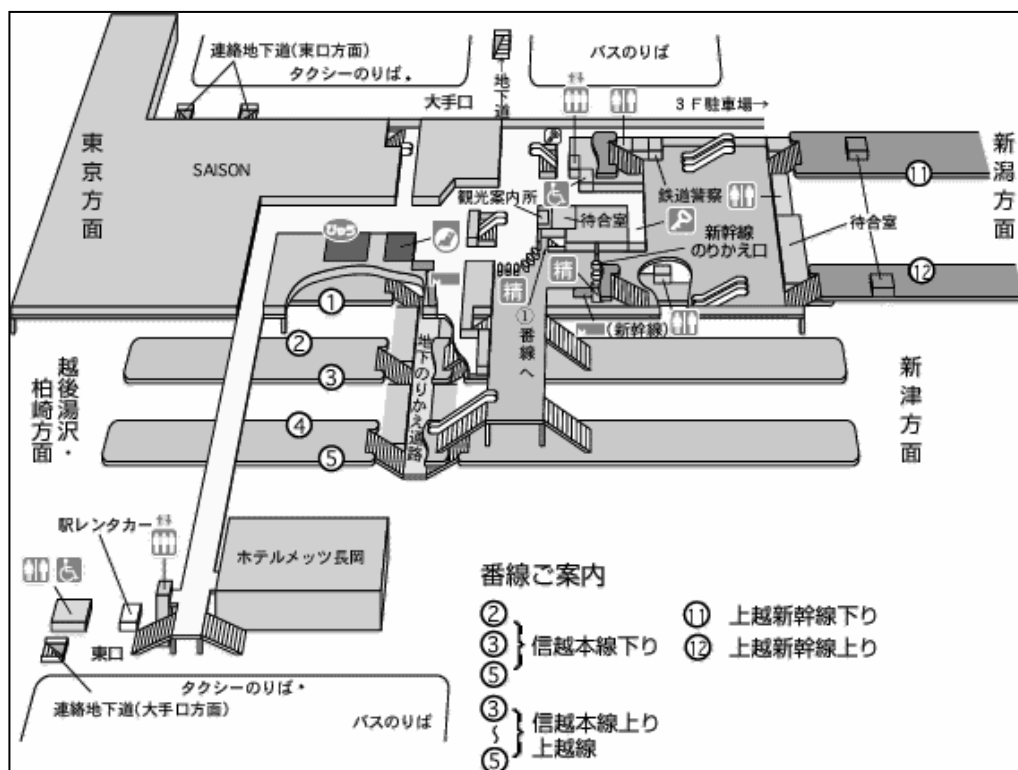 連絡地下道(東口方面)
タクシーのりば
バスのりば
大手口
地下道
3F駐車場→
東京方面
SAISON
新潟方面
⑪
観光案内所
待合室
鉄道警察
待合室
びゅう
新幹線
のりかえ口
⑫
精
精
①
①番線へ
(新幹線)
②
③
地下のりかえ通路
越後湯沢・
柏崎方面
新津方面
④
⑤
駅レンタカー
ホテルメッツ長岡
東口
連絡地下道(大手口方面)
タクシーのりば
バスのりば
番線ご案内
②
③
⑤
信越本線下り
③
~
⑤
信越本線上り
上越線
⑪ 上越新幹線下り
⑫ 上越新幹線上り